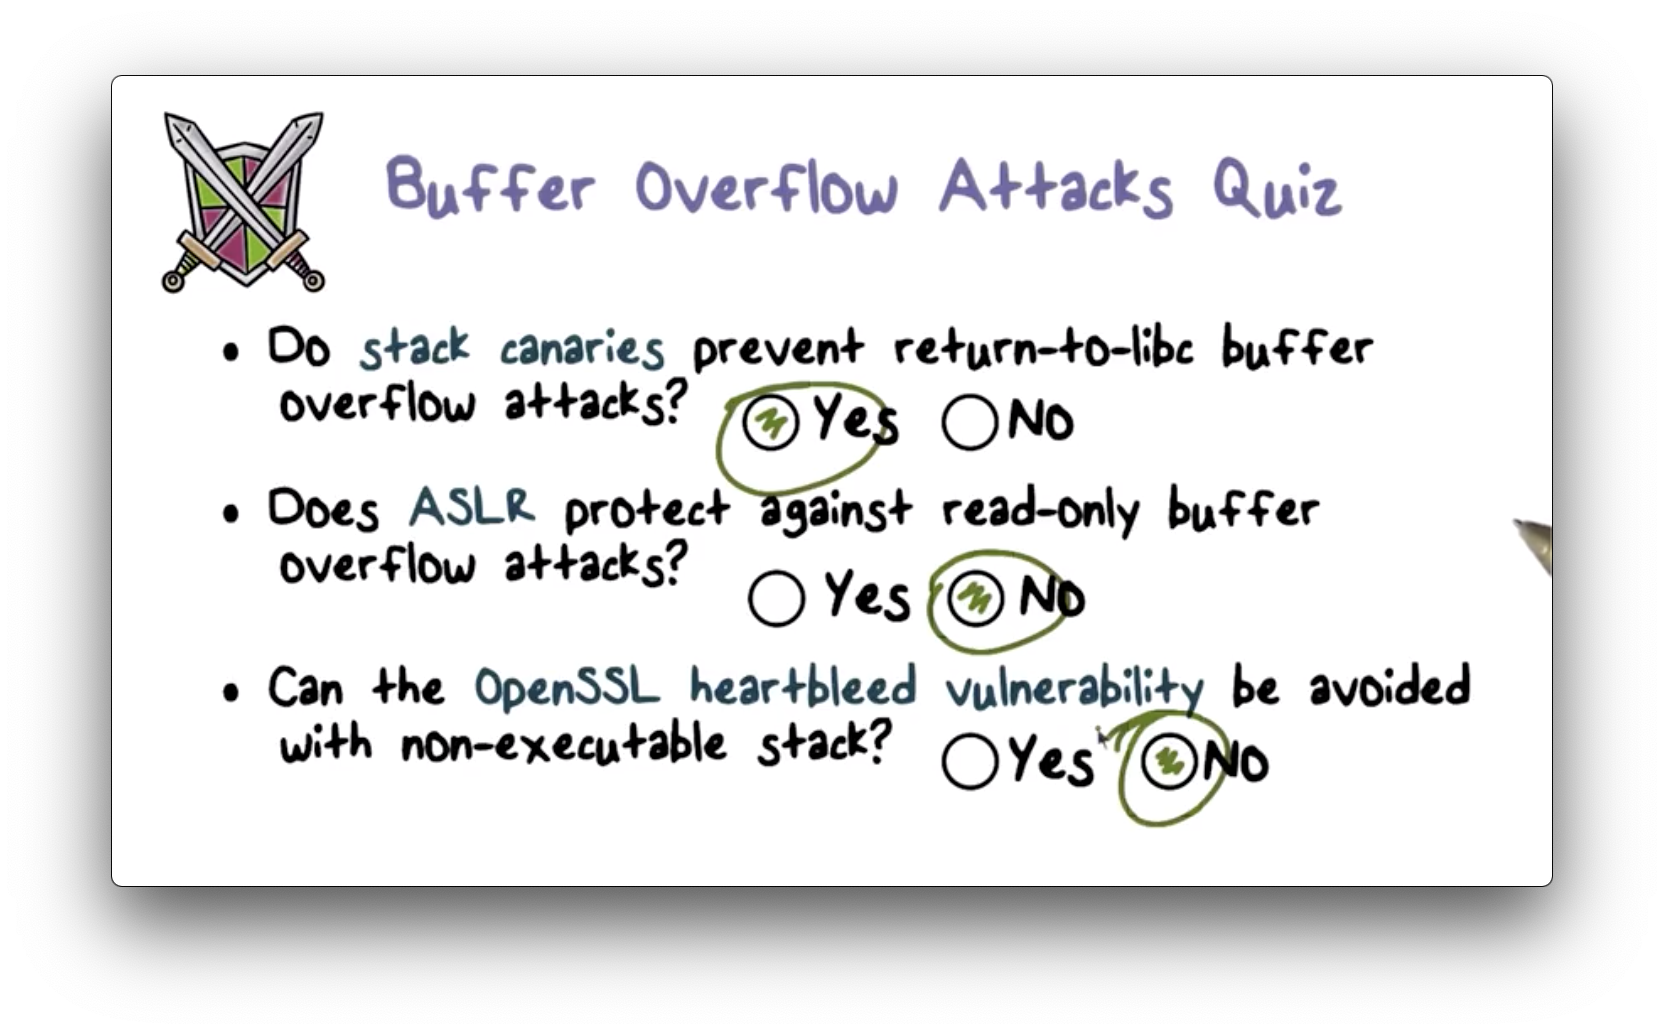 Buffer Overflow Attacks Quiz
• Do stack canaries prevent return-to-libc buffer
overflow attacks? Yes No
• Does ASLR protect against read-only buffer
overflow attacks?
Yes No
• Can the OpenSSL heartbleed vulnerability be avoided
with non-executable stack? Yes No